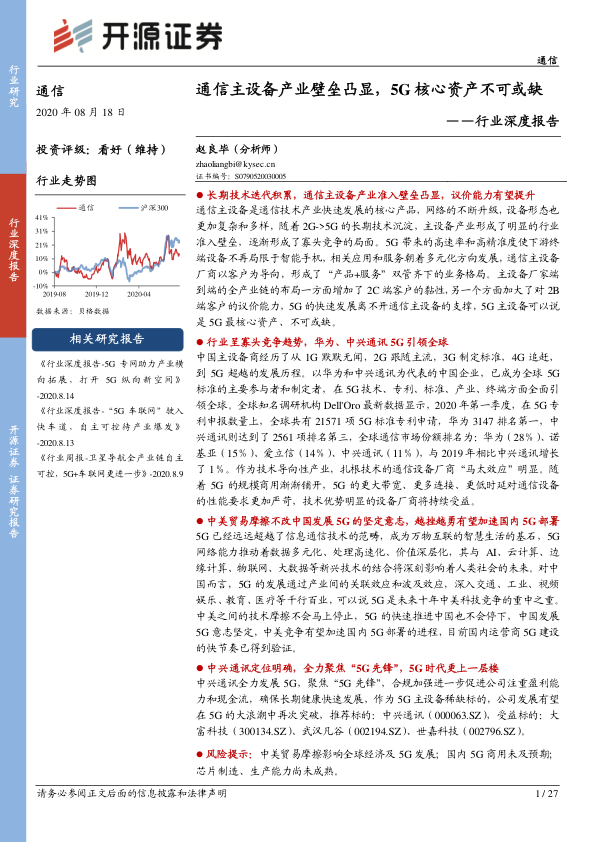 开源证券
通信
行业研究
行业深度报告
开源证券 证券研究报告
通信
2020 年 08 月 18 日
投资评级：看好（维持）
行业走势图
通信 沪深300
41%
31%
21%
10%
0%
-10%
2019-08 2019-12 2020-04
数据来源：贝格数据
相关研究报告
《行业深度报告-5G 专网助力产业横
向拓展，打开 5G 纵向新空间》
-2020.8.14
《行业深度报告-“5G 车联网”驶入
快车道，自主可控待产业爆发》
-2020.8.13
《行业周报-卫星导航全产业链自主
可控，5G+车联网更进一步》-2020.8.9
通信主设备产业壁垒凸显，5G 核心资产不可或缺
——行业深度报告
赵良毕（分析师）
zhaoliangbi@kysec.cn
证书编号：S0790520030005
● 长期技术迭代积累，通信主设备产业准入壁垒凸显，议价能力有望提升
通信主设备是通信技术产业快速发展的核心产品，网络的不断升级，设备形态也
更加复杂和多样，随着 2G->5G 的长期技术沉淀，主设备产业形成了明显的行业
准入壁垒，逐渐形成了寡头竞争的局面。5G 带来的高速率和高精准度使下游终
端设备不再局限于智能手机，相关应用和服务朝着多元化方向发展，通信主设备
厂商以客户为导向，形成了“产品+服务”双管齐下的业务格局。主设备厂家端
到端的全产业链的布局一方面增加了 2C 端客户的黏性，另一个方面加大了对 2B
端客户的议价能力，5G 的快速发展离不开通信主设备的支撑，5G 主设备可以说
是 5G 最核心资产、不可或缺。
● 行业呈寡头竞争趋势，华为、中兴通讯 5G 引领全球
中国主设备商经历了从 1G 默默无闻，2G 跟随主流，3G 制定标准，4G 追赶，
到 5G 超越的发展历程。以华为和中兴通讯为代表的中国企业，已成为全球 5G
标准的主要参与者和制定者，在 5G 技术、专利、标准、产业、终端方面全面引
领全球。全球知名调研机构 Dell'Oro 最新数据显示，2020 年第一季度，在 5G 专
利申报数量上，全球共有 21571 项 5G 标准专利申请，华为 3147 排名第一，中
兴通讯则达到了 2561 项排名第三，全球通信市场份额排名为：华为（28%）、诺
基亚（15%）、爱立信（14%）、中兴通讯（11%），与 2019 年相比中兴通讯增长
了 1%。作为技术导向性产业，扎根技术的通信设备厂商“马太效应”明显。随
着 5G 的规模商用渐渐铺开，5G 的更大带宽、更多连接、更低时延对通信设备
的性能要求更加严苛，技术优势明显的设备厂商将持续受益。
● 中美贸易摩擦不改中国发展 5G 的坚定意志，越挫越勇有望加速国内 5G 部署
5G 已经远远超越了信息通信技术的范畴，成为万物互联的智慧生活的基石，5G
网络能力推动着数据多元化、处理高速化、价值深层化，其与 AI、云计算、边
缘计算、物联网、大数据等新兴技术的结合将深刻影响着人类社会的未来。对中
国而言，5G 的发展通过产业间的关联效应和波及效应，深入交通、工业、视频
娱乐、教育、医疗等千行百业，可以说 5G 是未来十年中美科技竞争的重中之重。
中美之间的技术摩擦不会马上停止，5G 的快速推进中国也不会停下，中国发展
5G 意志坚定，中美竞争有望加速国内 5G 部署的进程，目前国内运营商 5G 建设
的快节奏已得到验证。
● 中兴通讯定位明确，全力聚焦“5G 先锋”，5G 时代更上一层楼
中兴通讯全力发展 5G，聚焦“5G 先锋”，合规加强进一步促进公司注重盈利能
力和现金流，确保长期健康快速发展，作为 5G 主设备稀缺标的，公司发展有望
在 5G 的大浪潮中再次突破，推荐标的：中兴通讯（000063.SZ），受益标的：大
富科技（300134.SZ）、武汉凡谷（002194.SZ）、世嘉科技（002796.SZ）。
● 风险提示：中美贸易摩擦影响全球经济及 5G 发展；国内 5G 商用未及预期；
芯片制造、生产能力尚未成熟。
请务必参阅正文后面的信息披露和法律声明
1 / 27